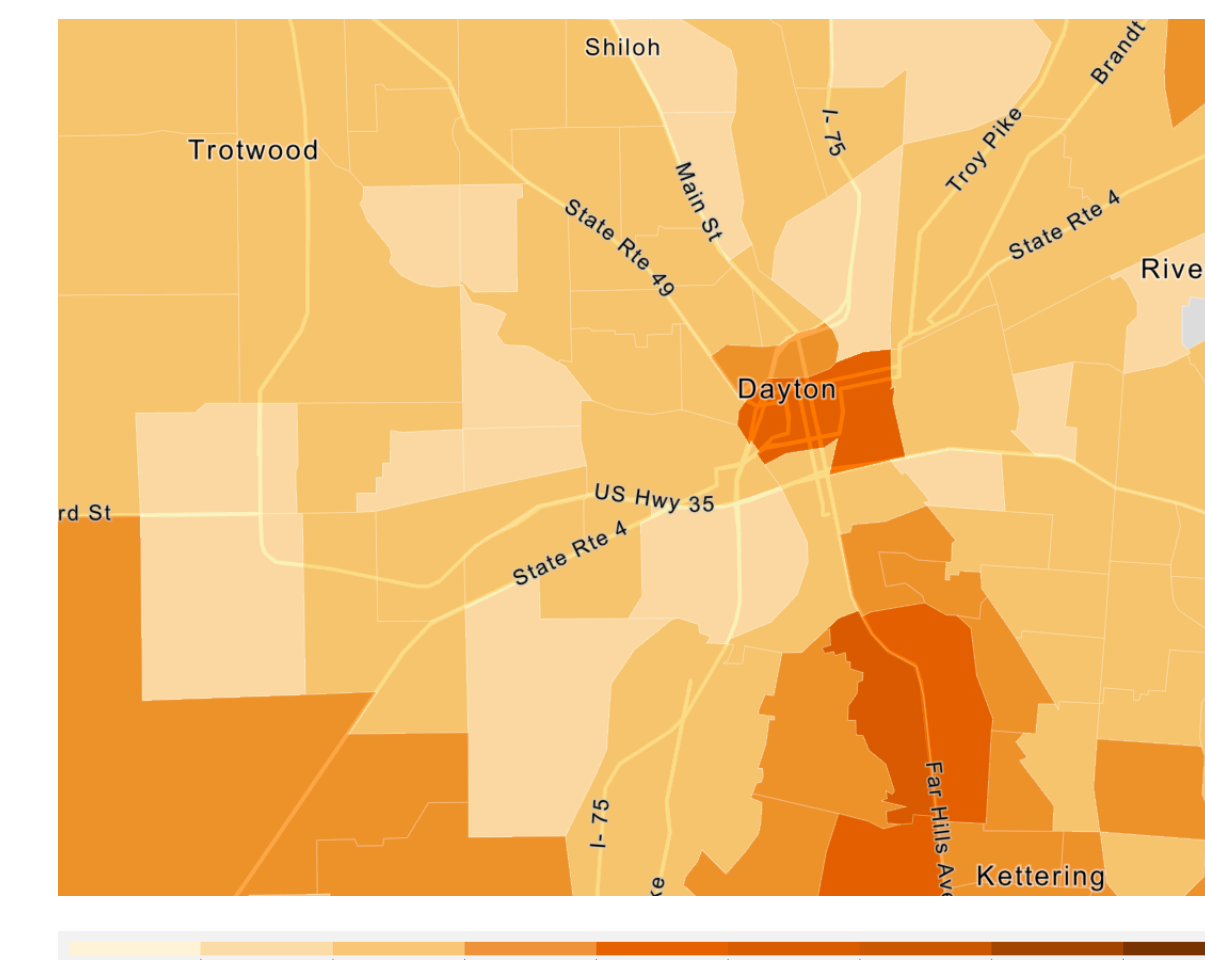 Shiloh
Brandt
I- 75
Trotwood
Troy Pike
Main St
State Rte 4
State Rte 49
Rive
Dayton
US Hwy 35
rd St
State Rte 4
Far Hills Ave
I- 75
ke
Kettering